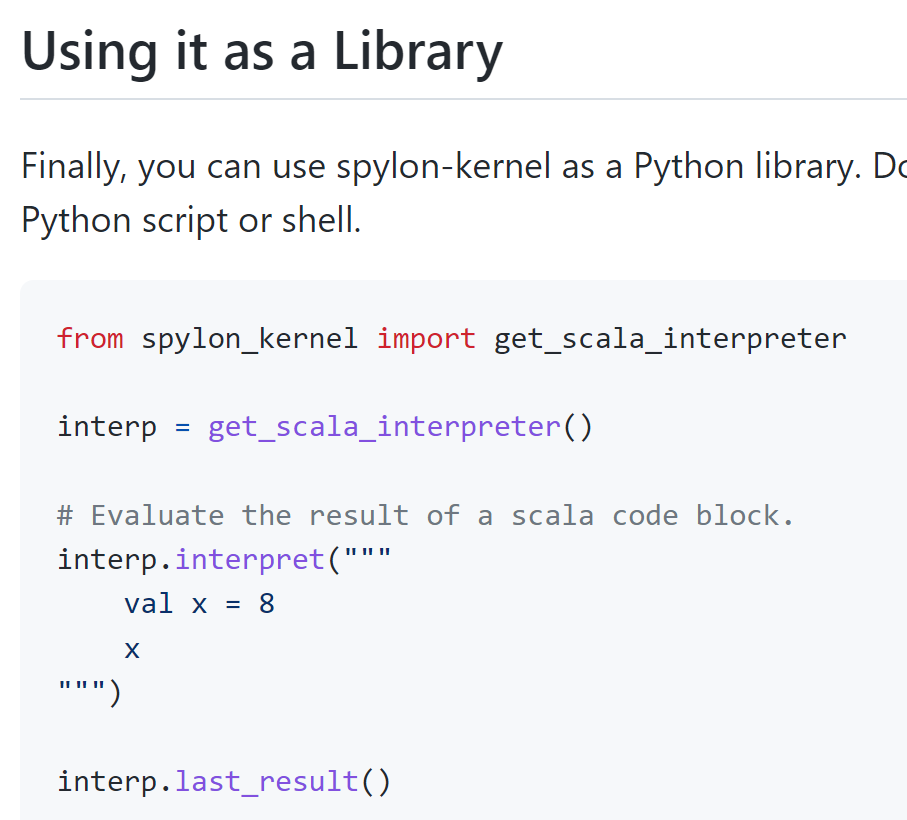 Using it as a Library
Finally, you can use spylon-kernel as a Python library. Do
Python script or shell.
from spylon_kernel import get_scala_interpreter
interp = get_scala_interpreter()
# Evaluate the result of a scala code block.
interp.interpret("""
    val x = 8
    x
""")
interp.last_result()